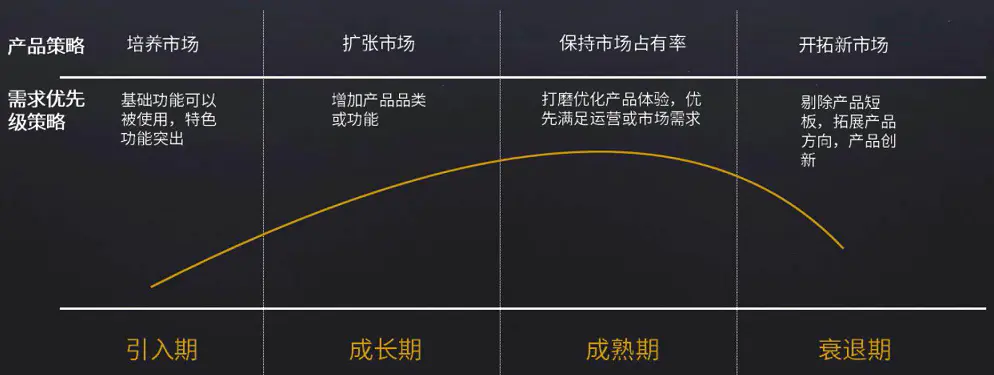 产品策略 培养市场 扩张市场 保持市场占有率 开拓新市场
需求优先
级策略
基础功能可以
被使用，特色
功能突出
增加产品品类
或功能
打磨优化产品体验，优
先满足运营或市场需求
剔除产品短
板，拓展产品
方向，产品创
新
引入期 成长期 成熟期 衰退期